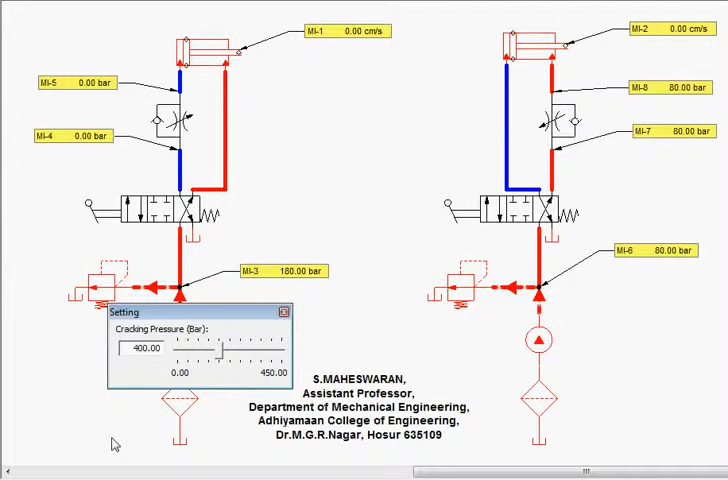 MI-1 0.00 cm/s
MI-2 0.00 cm/s
MI-5 0.00 bar
MI-8 80.00 bar
MI-4 0.00 bar
MI-7 80.00 bar
MI-3 180.00 bar
MI-6 80.00 bar
Setting
Cracking Pressure (Bar):
400.00
0.00 450.00
S.MAHESWARAN,
Assistant Professor,
Department of Mechanical Engineering,
Adhiyamaan College of Engineering,
Dr.M.G.R.Nagar, Hosur 635109